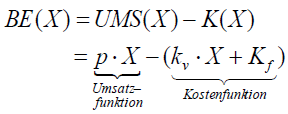 BE(X) = UMS(X) − K(X)
= p · X − (k_v · X + K_f)
Umsatz–
funktion
Kostenfunktion